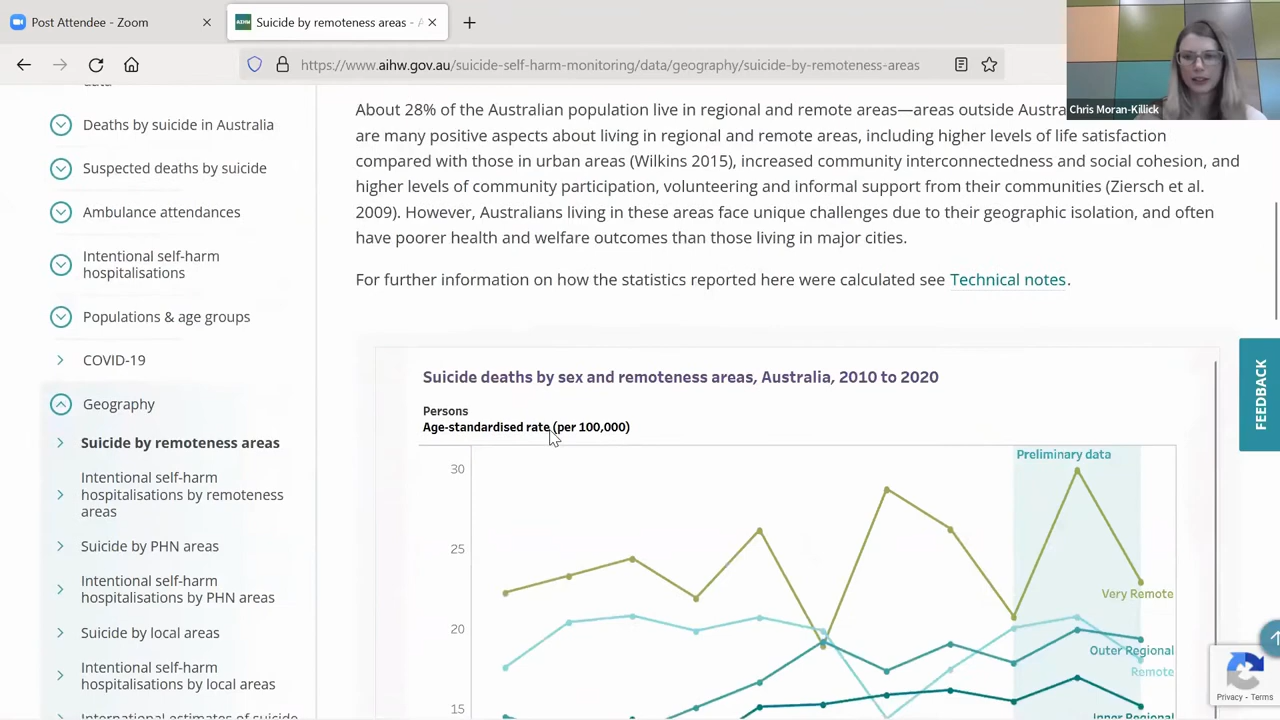 Post Attendee - Zoom
AIHW
Suicide by remoteness areas -
https://www.aihw.gov.au/suicide-self-harm-monitoring/data/geography/suicide-by-remoteness-areas
Chris Moran-Killick
data
Deaths by suicide in Australia
Suspected deaths by suicide
Ambulance attendances
Intentional self-harm
hospitalisations
Populations & age groups
COVID-19
Geography
Suicide by remoteness areas
Intentional self-harm
hospitalisations by remoteness
areas
Suicide by PHN areas
Intentional self-harm
hospitalisations by PHN areas
Suicide by local areas
Intentional self-harm
hospitalisations by local areas
International estimates of suicide
About 28% of the Australian population live in regional and remote areas—areas outside
are many positive aspects about living in regional and remote areas, including higher levels of life satisfaction
compared with those in urban areas (Wilkins 2015), increased community interconnectedness and social cohesion, and
higher levels of community participation, volunteering and informal support from their communities (Ziersch et al.
2009). However, Australians living in these areas face unique challenges due to their geographic isolation, and often
have poorer health and welfare outcomes than those living in major cities.
For further information on how the statistics reported here were calculated see Technical notes.
Suicide deaths by sex and remoteness areas, Australia, 2010 to 2020
Persons
Age-standardised rate (per 100,000)
Preliminary data
30
25
20
15
Very Remote
Outer Regional
Remote
Inner Regional
FEEDBACK
Privacy - Terms